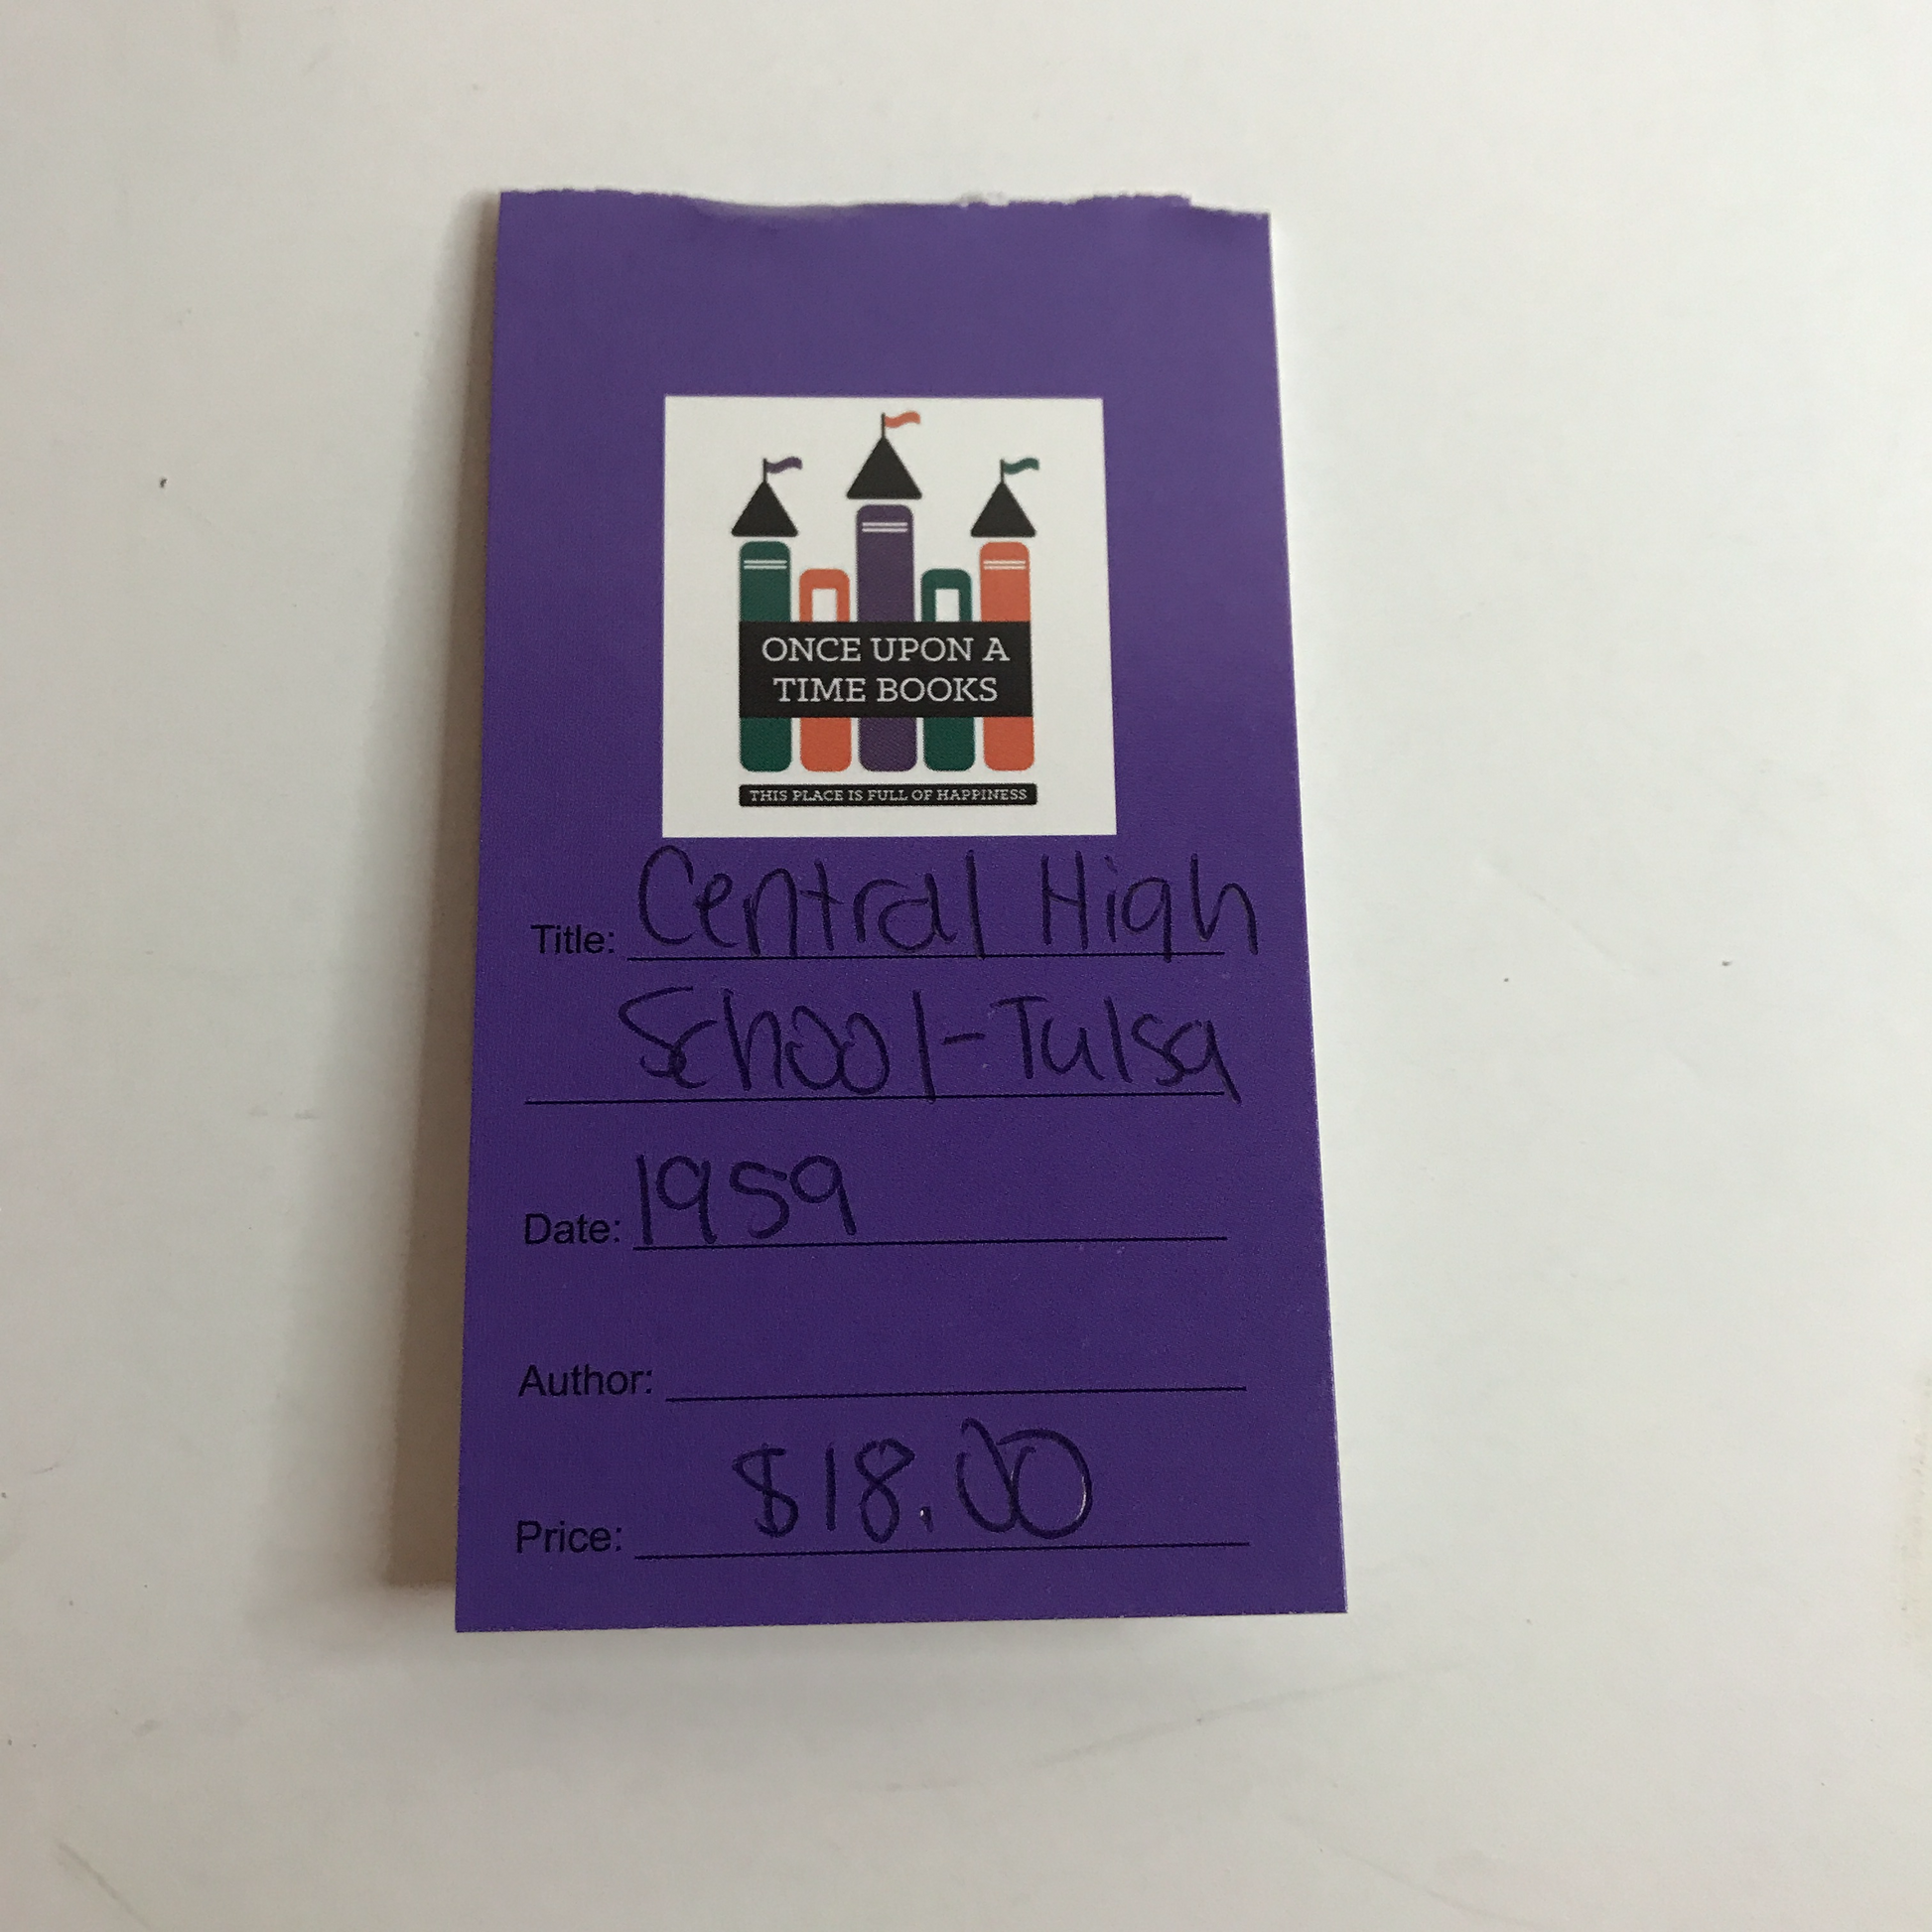 ONCE UPON A
TIME BOOKS
THIS PLACE IS FULL OF HAPPINESS
Title: Central High
School-Tulsa
Date: 1959
Author:
Price: $18.00